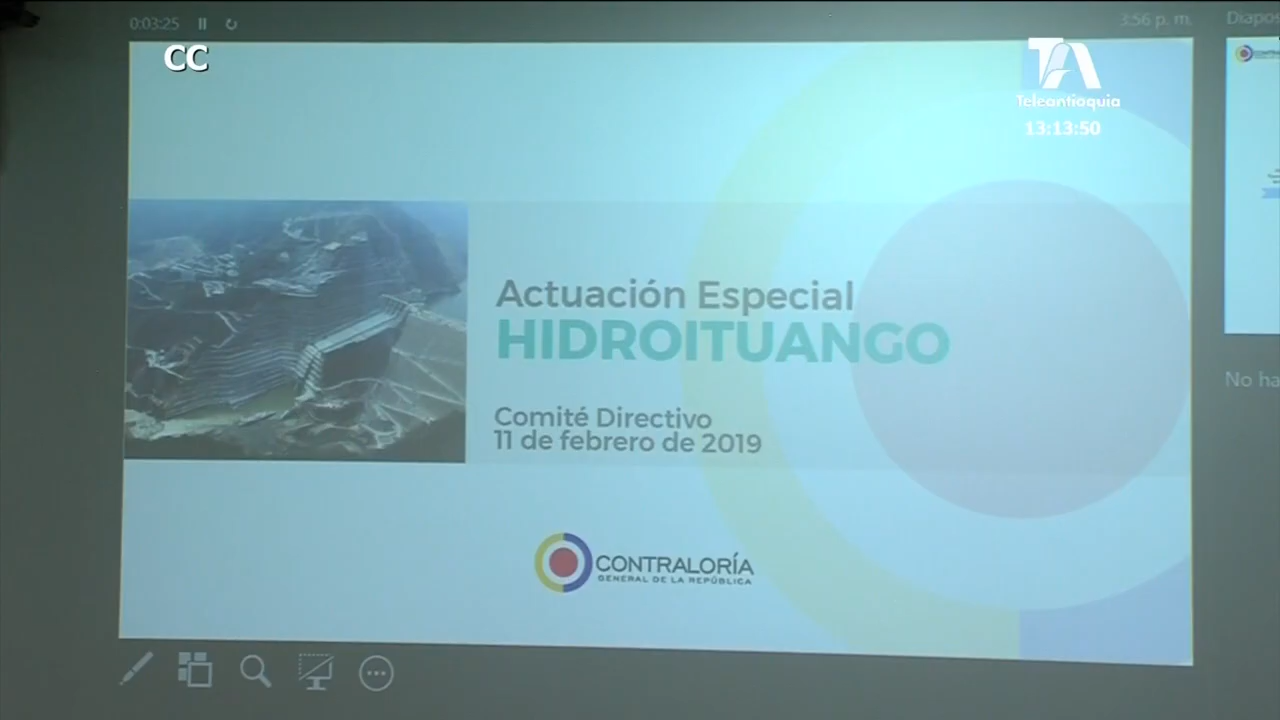 0:03:25
3:56 p. m.
Diapos
CC
TA
Teleantioquia
13:13:50
Actuación Especial
HIDROITUANGO
Comité Directivo
11 de febrero de 2019
CONTRALORÍA
GENERAL DE LA REPÚBLICA
No ha